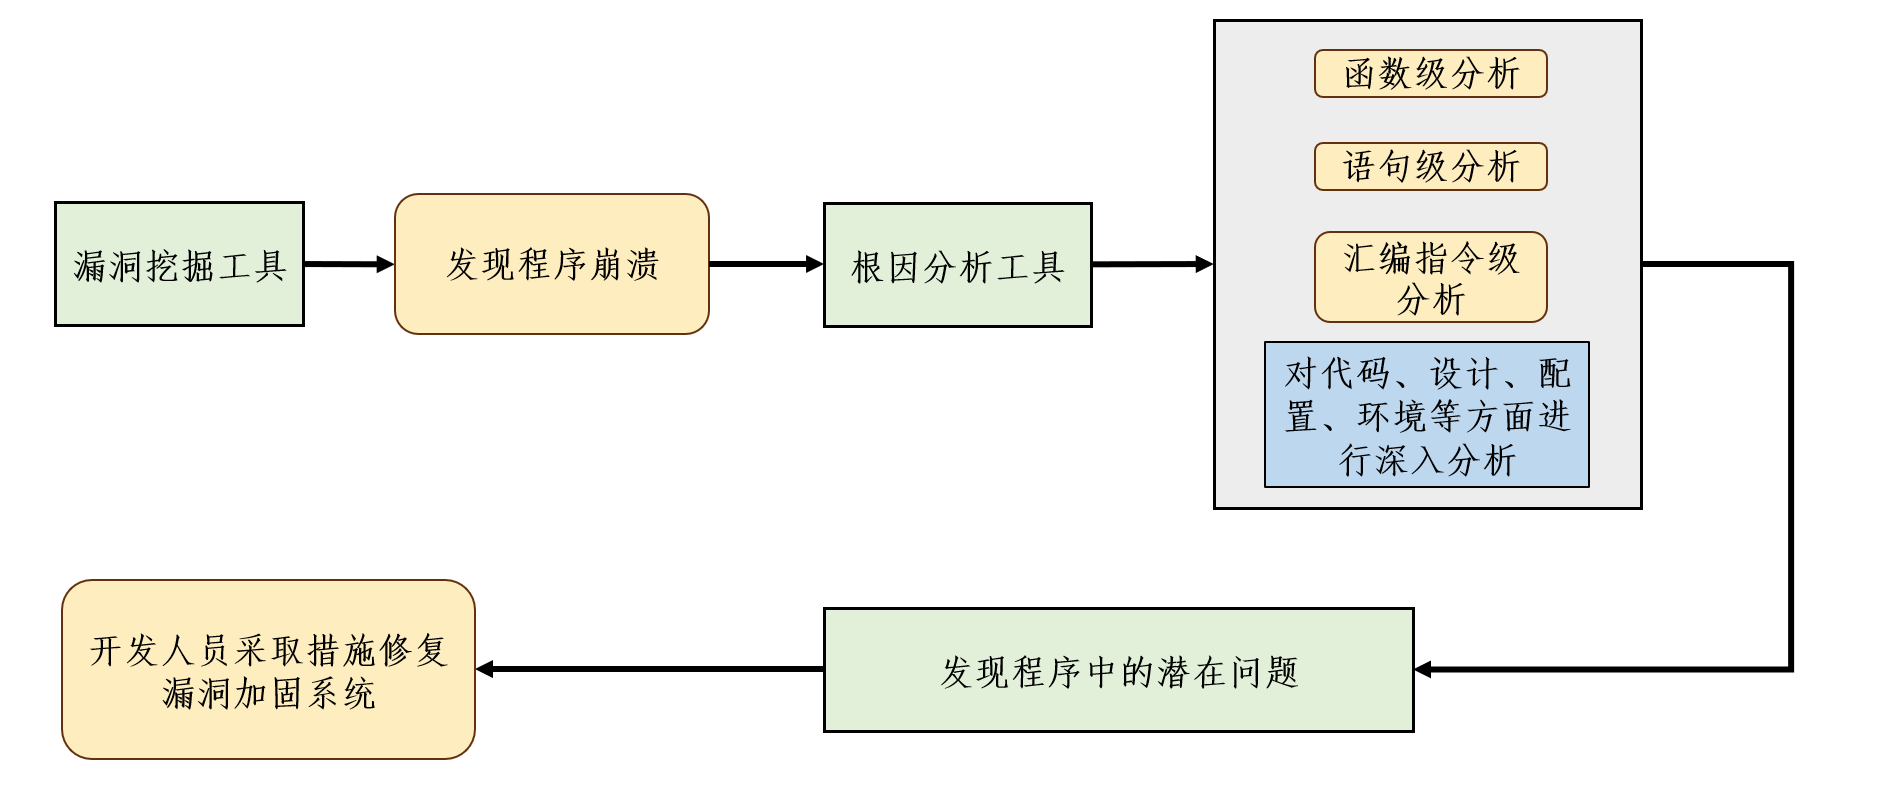 漏洞挖掘工具
发现程序崩溃
根因分析工具
函数级分析
语句级分析
汇编指令级
分析
对代码、设计、配
置、环境等方面进
行深入分析
发现程序中的潜在问题
开发人员采取措施修复
漏洞加固系统